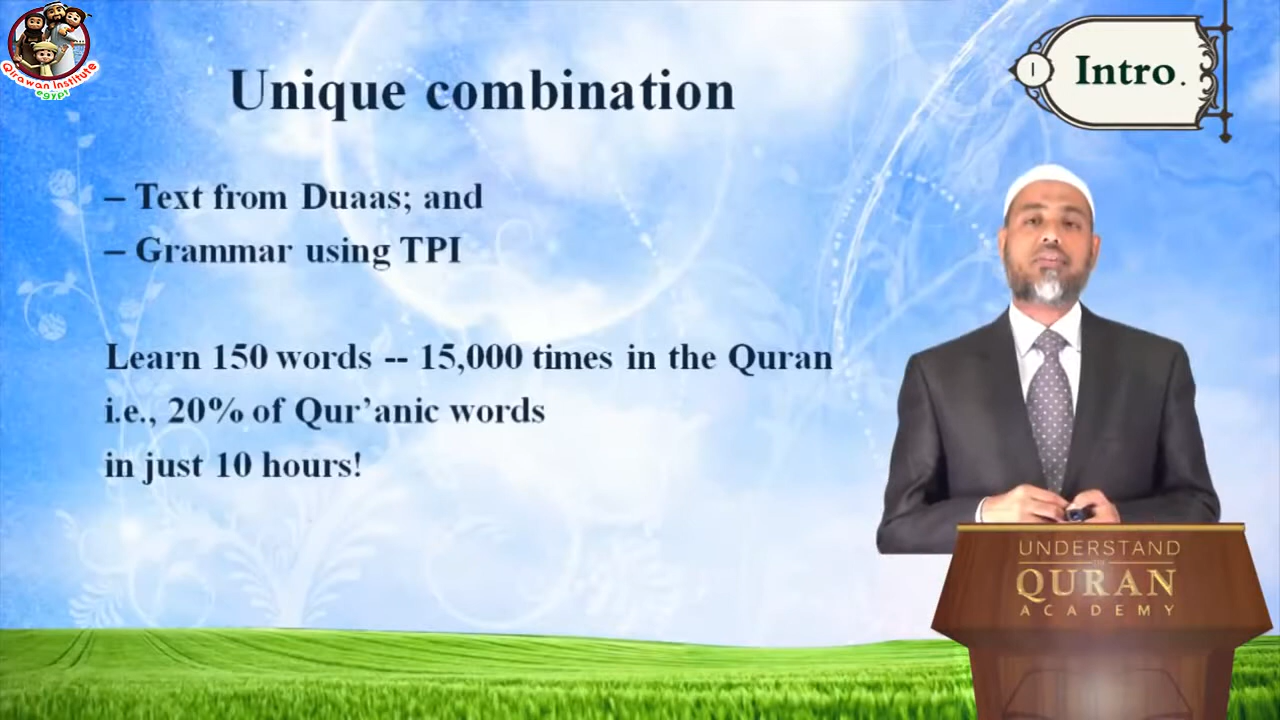 Qirawan Institute
egypt
Unique combination
1
Intro.
– Text from Duaas; and
– Grammar using TPI
Learn 150 words -- 15,000 times in the Quran
i.e., 20% of Qur’anic words
in just 10 hours!
UNDERSTAND
QURAN
ACADEMY